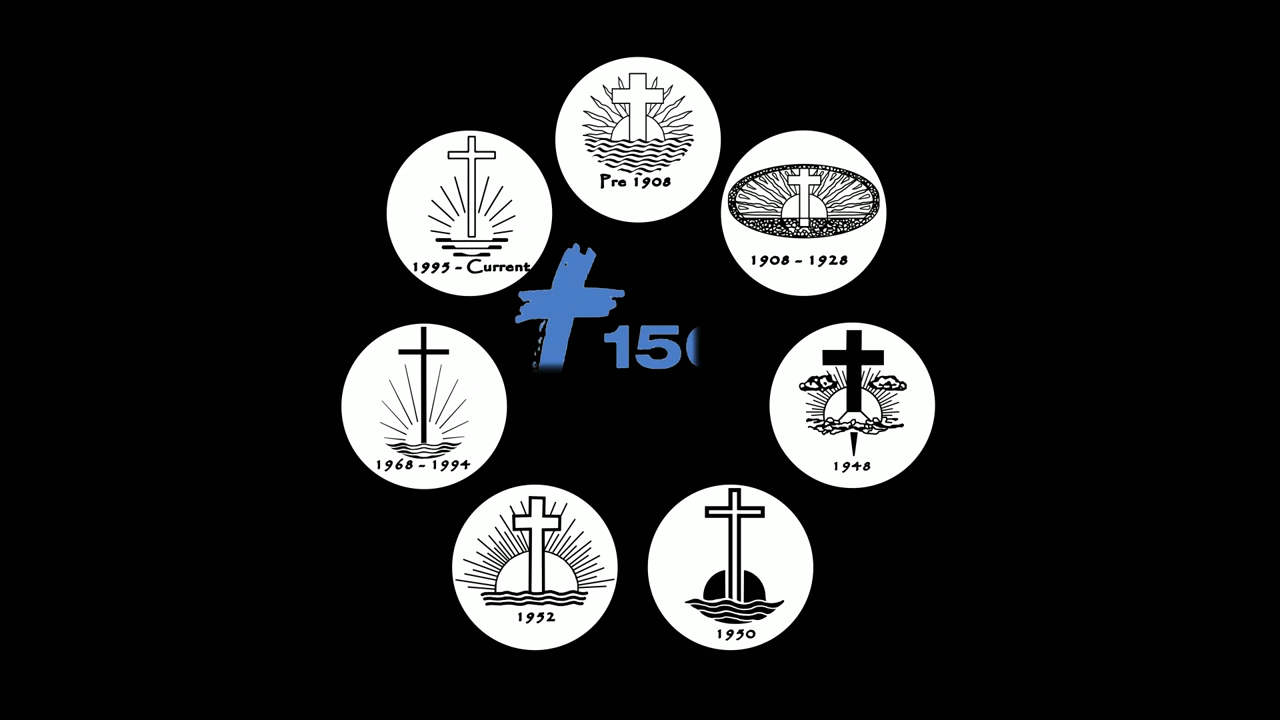 Pre 1908
1908 - 1928
1948
1950
1952
1968 - 1994
1995 - Current
15